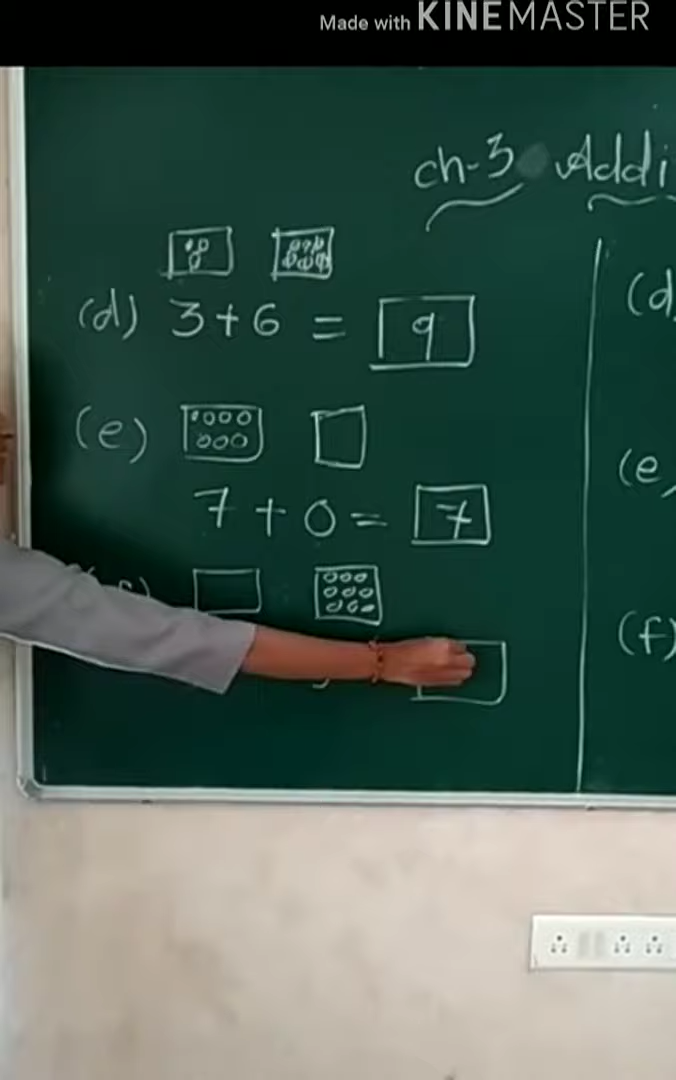 Made with KINEMASTER
ch-3 Addi
(d) 3+6 = 9
(e)
7+0= 7
(d
(e)
(f)